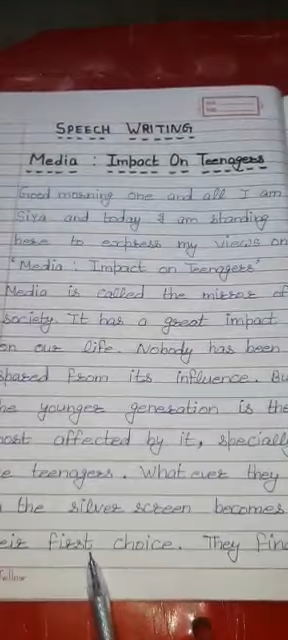 SPEECH WRITING
Media : Impact On Teenagers
Good morning one and all I am
Siya and today I am standing
here to express my views on
"Media : Impact on Teenagers"
Media is called the mirror of
society. It has a great impact
on our life. Nobody has been
spared from its influence. Bu
he younger generation is the
most affected by it, specially
e teenagers. What ever they
the silver screen becomes
eir first choice. They fin